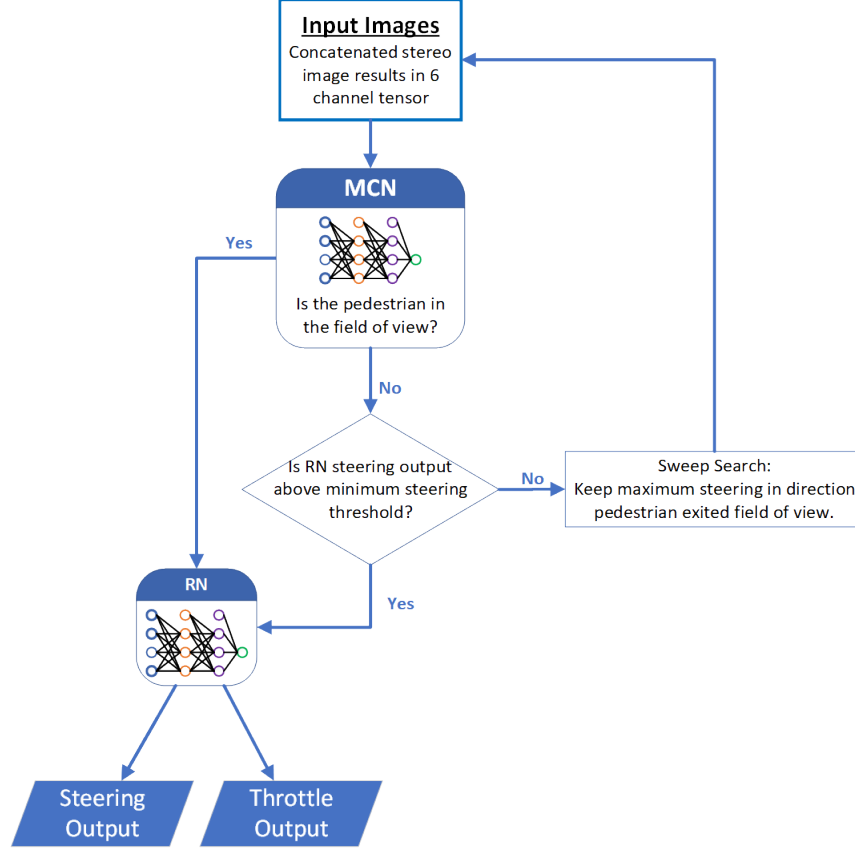 Input Images
Concatenated stereo
image results in 6
channel tensor
MCN
Yes
Is the pedestrian in
the field of view?
No
Is RN steering output
above minimum steering
threshold?
No
Sweep Search:
Keep maximum steering in direction
pedestrian exited field of view.
Yes
RN
Steering
Output
Throttle
Output